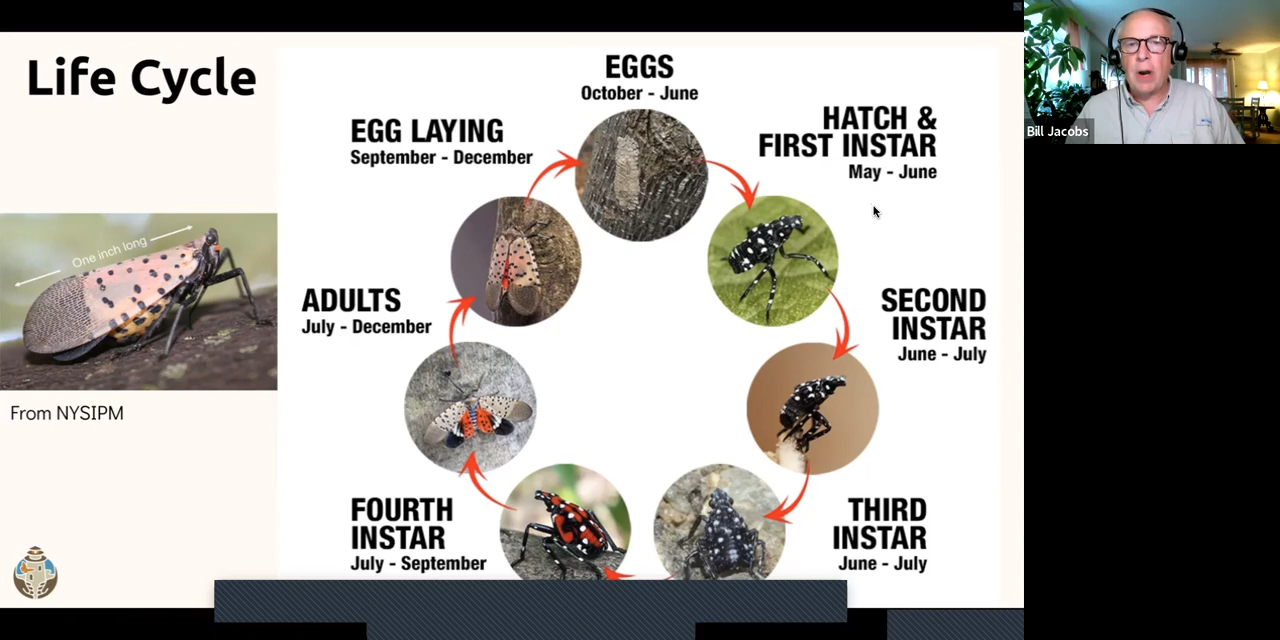 Life Cycle
EGGS
October - June
EGG LAYING
September - December
HATCH &
FIRST INSTAR
May - June
One inch long
ADULTS
July - December
SECOND
INSTAR
June - July
From NYSIPM
FOURTH
INSTAR
July - September
THIRD
INSTAR
June - July
Bill Jacobs